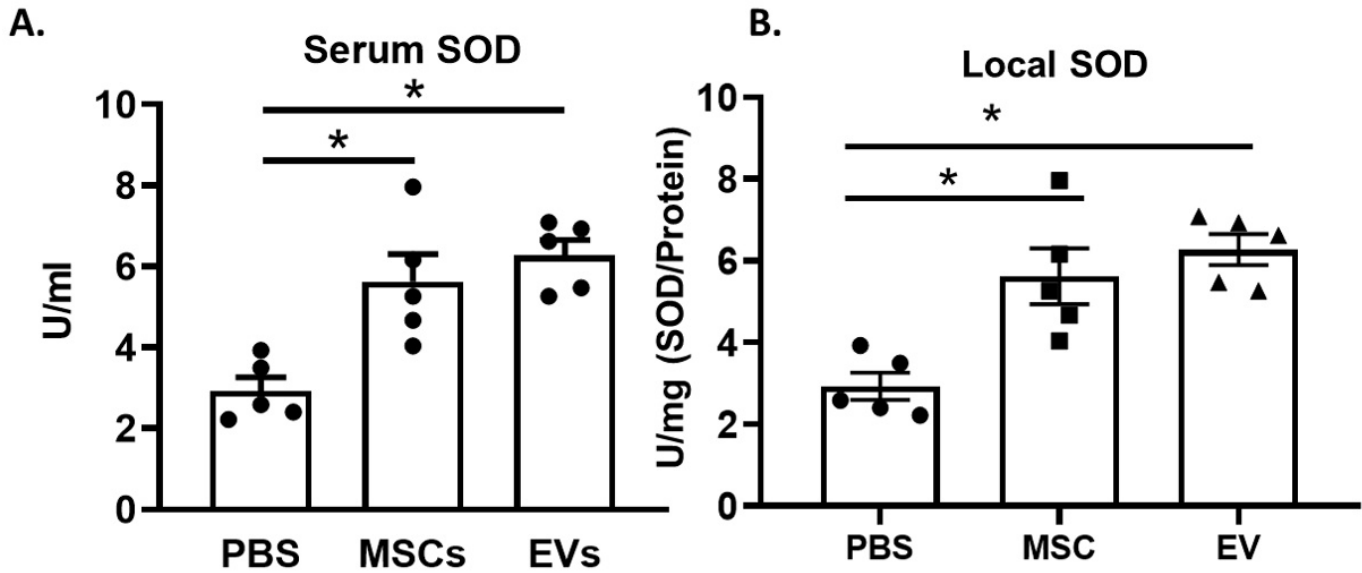 A.
Serum SOD
*
*
10
8
6
4
2
0
U/ml
PBS MSCs EVs
B.
Local SOD
*
*
10
8
6
4
2
0
U/mg (SOD/Protein)
PBS MSC EV